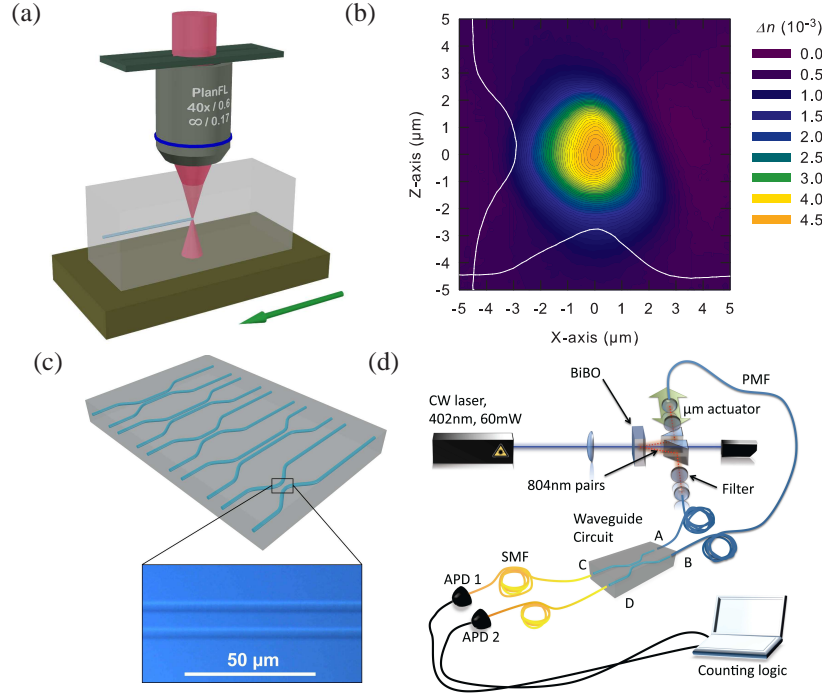 (a)
PlanFL
40x / 0.6
∞ / 0.17
(b)
Δn (10⁻³)
0.0
0.5
1.0
1.5
2.0
2.5
3.0
4.0
4.5
5
4
3
2
1
0
-1
-2
-3
-4
5
Z-axis (µm)
-5 -4 -3 -2 -1 0 1 2 3 4 5
X-axis (µm)
(c)
50 µm
(d)
BiBO
PMF
CW laser,
402nm, 60mW
µm actuator
804nm pairs
Filter
Waveguide
Circuit
A
B
C
D
SMF
APD 1
APD 2
Counting logic